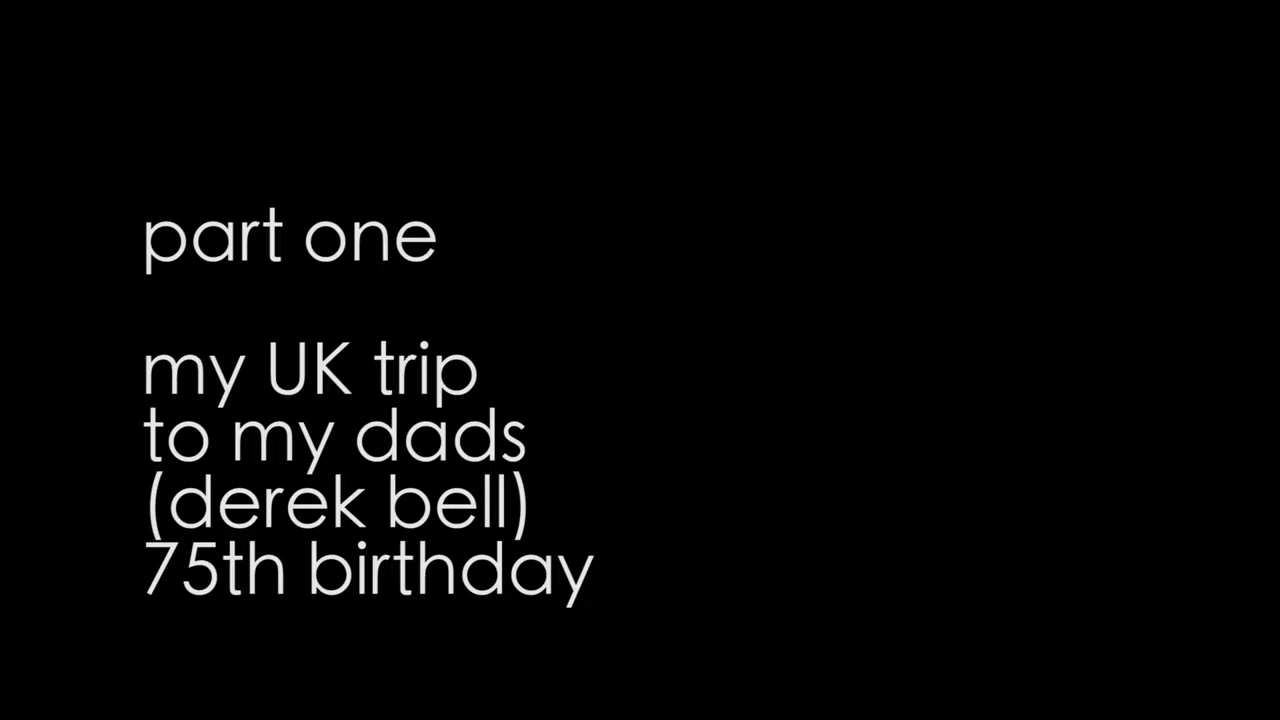 part one
my UK trip
to my dads
(derek bell)
75th birthday